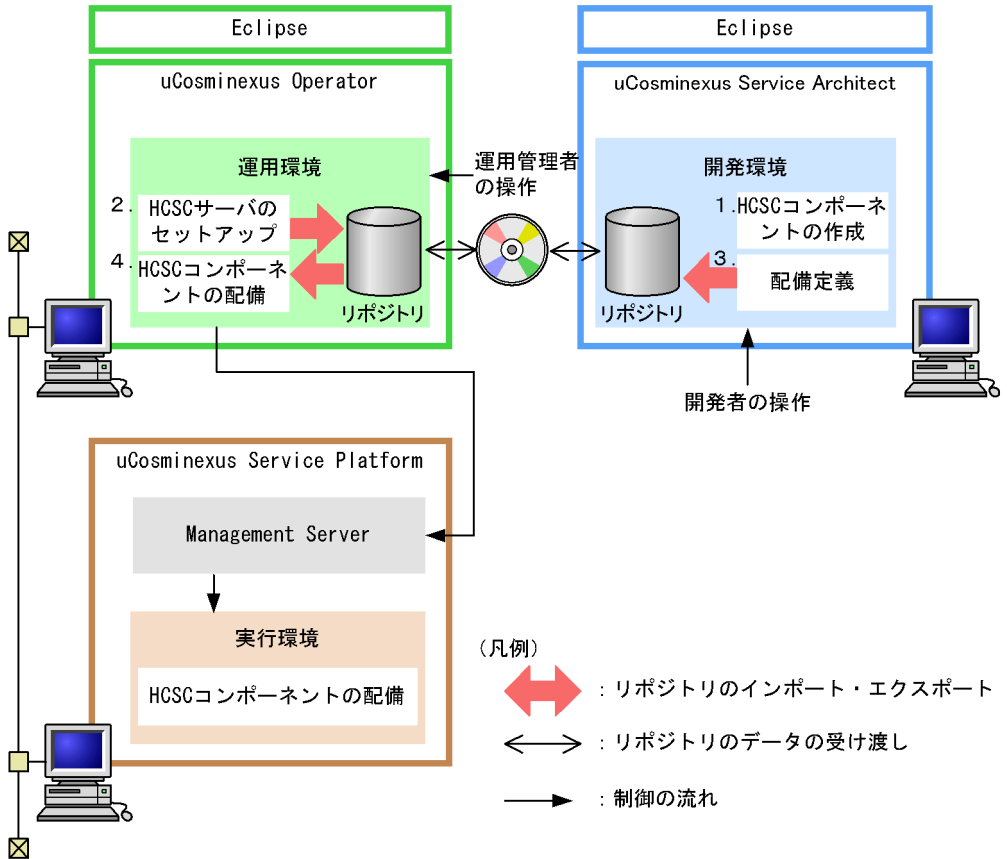 Eclipse
uCosminexus Operator
運用環境
2.
HCSCサーバの
セットアップ
4.
HCSCコンポーネ
ントの配備
リポジトリ
運用管理者
の操作
Eclipse
uCosminexus Service Architect
開発環境
1.
HCSCコンポーネ
ントの作成
3.
配備定義
リポジトリ
開発者の操作
uCosminexus Service Platform
Management Server
実行環境
HCSCコンポーネントの配備
(凡例)
:リポジトリのインポート・エクスポート
:リポジトリのデータの受け渡し
:制御の流れ